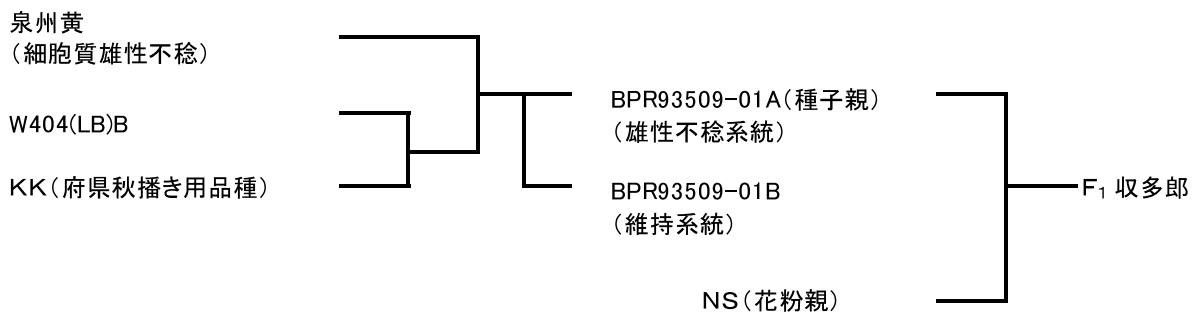 泉州黄
（細胞質雄性不稔）
W404(LB)B
KK（府県秋播き用品種）
BPR93509-01A（種子親）
（雄性不稔系統）
BPR93509-01B
（維持系統）
NS（花粉親）
F₁ 収多郎